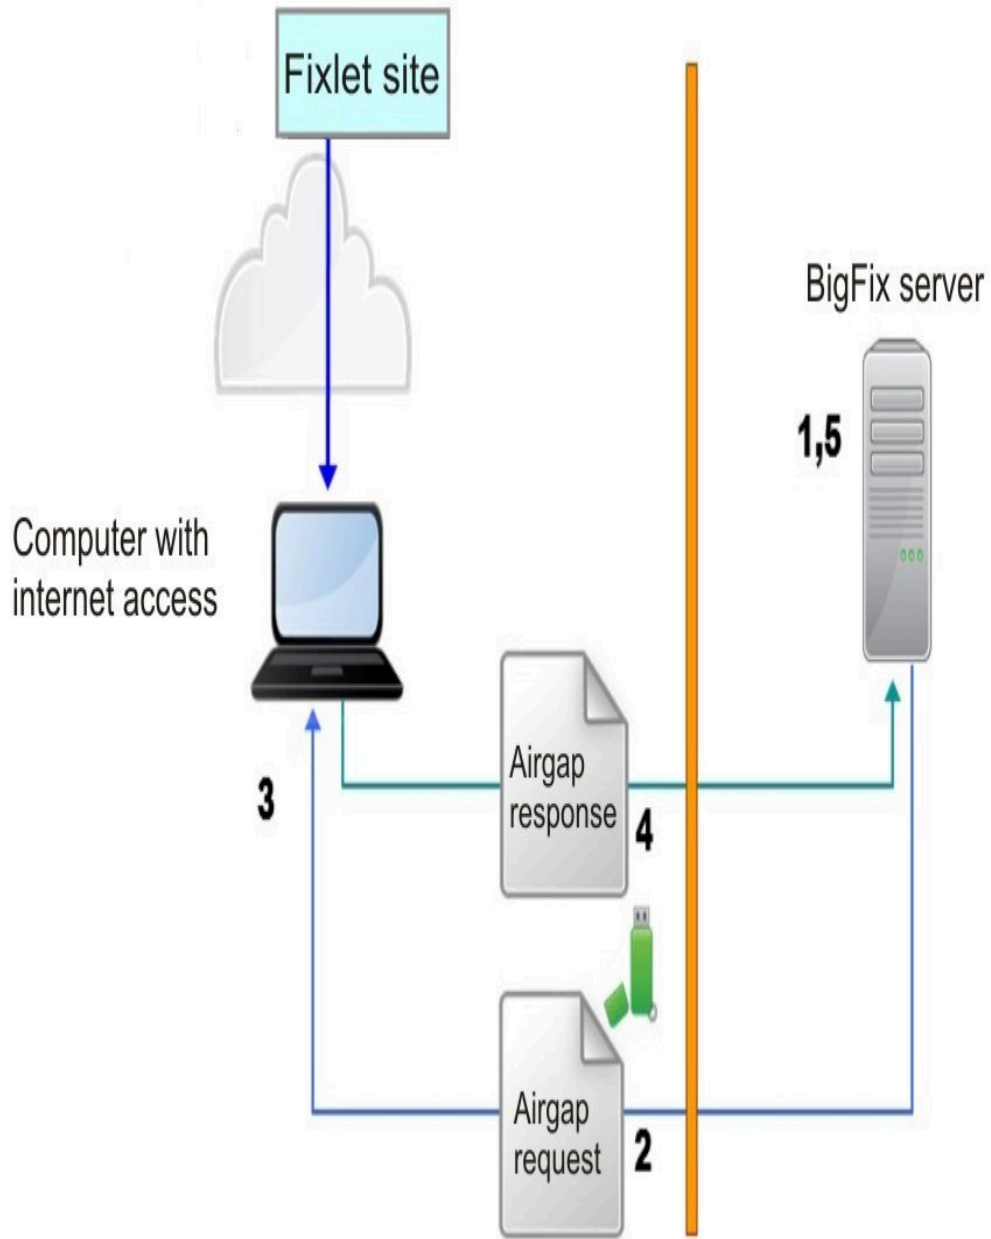 Fixlet site
BigFix server
1,5
Computer with
internet access
Airgap
response
3
4
Airgap
request
2